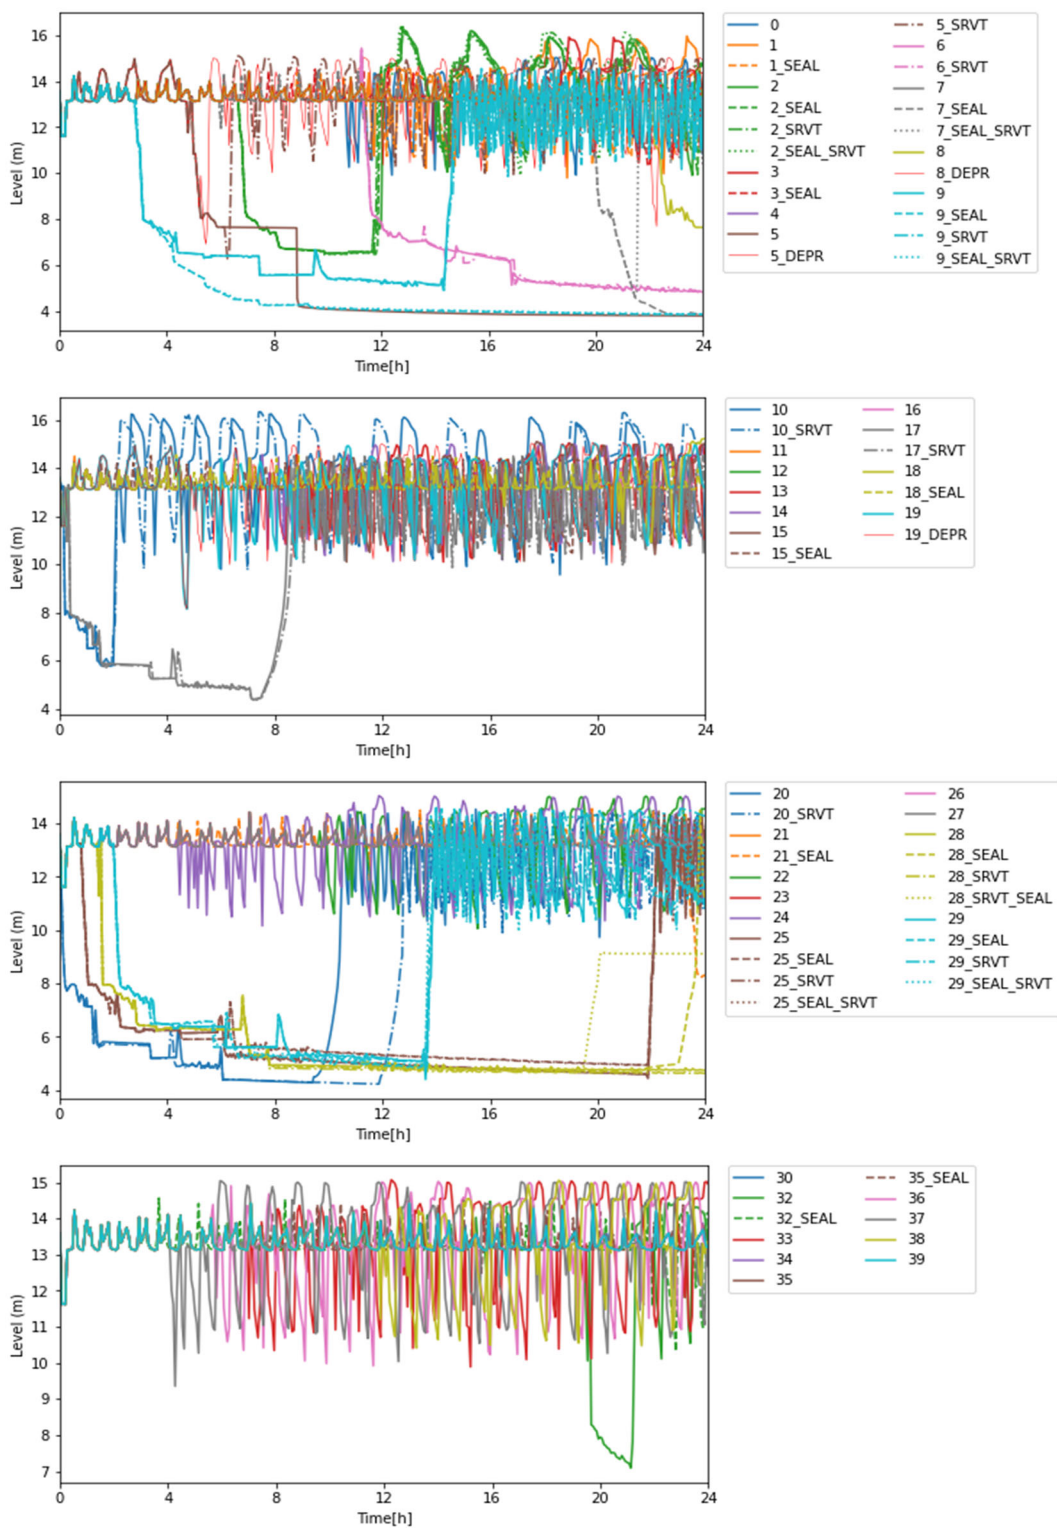 16
14
12
10
8
6
4
Level (m)
0 4 8 12 16 20 24
Time[h]
0
1
1_SEAL
2
2_SEAL
2_SRVT
2_SEAL_SRVT
3
3_SEAL
4
5
5_DEPR
5_SRVT
6
6_SRVT
7
7_SEAL
7_SEAL_SRVT
8
8_DEPR
9
9_SEAL
9_SRVT
9_SEAL_SRVT
16
14
12
10
8
6
4
Level (m)
0 4 8 12 16 20 24
Time[h]
10
10_SRVT
11
12
13
14
15
15_SEAL
16
17
17_SRVT
18
18_SEAL
19
19_DEPR
14
12
10
8
6
4
Level (m)
0 4 8 12 16 20 24
Time[h]
20
20_SRVT
21
21_SEAL
22
23
24
25
25_SEAL
25_SRVT
25_SEAL_SRVT
26
27
28
28_SEAL
28_SRVT
28_SRVT_SEAL
29
29_SEAL
29_SRVT
29_SEAL_SRVT
15
14
13
12
11
10
9
8
7
Level (m)
0 4 8 12 16 20 24
Time[h]
30
32
32_SEAL
33
34
35
35_SEAL
36
37
38
39